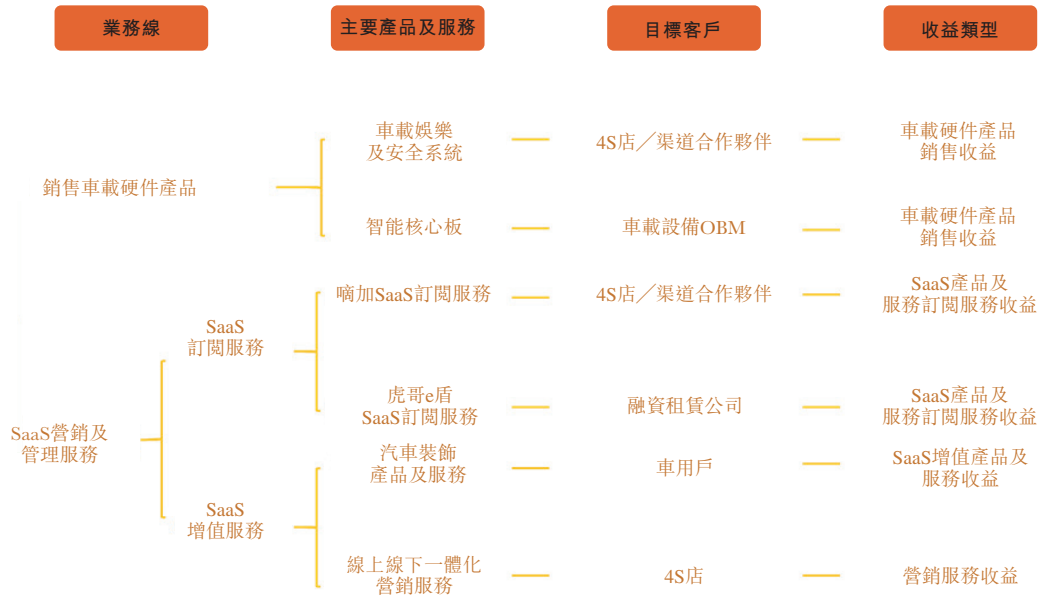 業務線
主要產品及服務
目標客戶
收益類型
車載娛樂
及安全系統
4S店／渠道合作夥伴
車載硬件產品
銷售收益
銷售車載硬件產品
智能核心板
車載設備OBM
車載硬件產品
銷售收益
嘀加SaaS訂閱服務
4S店／渠道合作夥伴
SaaS產品及
服務訂閱服務收益
SaaS
訂閱服務
虎哥e盾
SaaS訂閱服務
融資租賃公司
SaaS產品及
服務訂閱服務收益
SaaS營銷及
管理服務
汽車裝飾
產品及服務
車用戶
SaaS增值產品及
服務收益
SaaS
增值服務
線上線下一體化
營銷服務
4S店
營銷服務收益